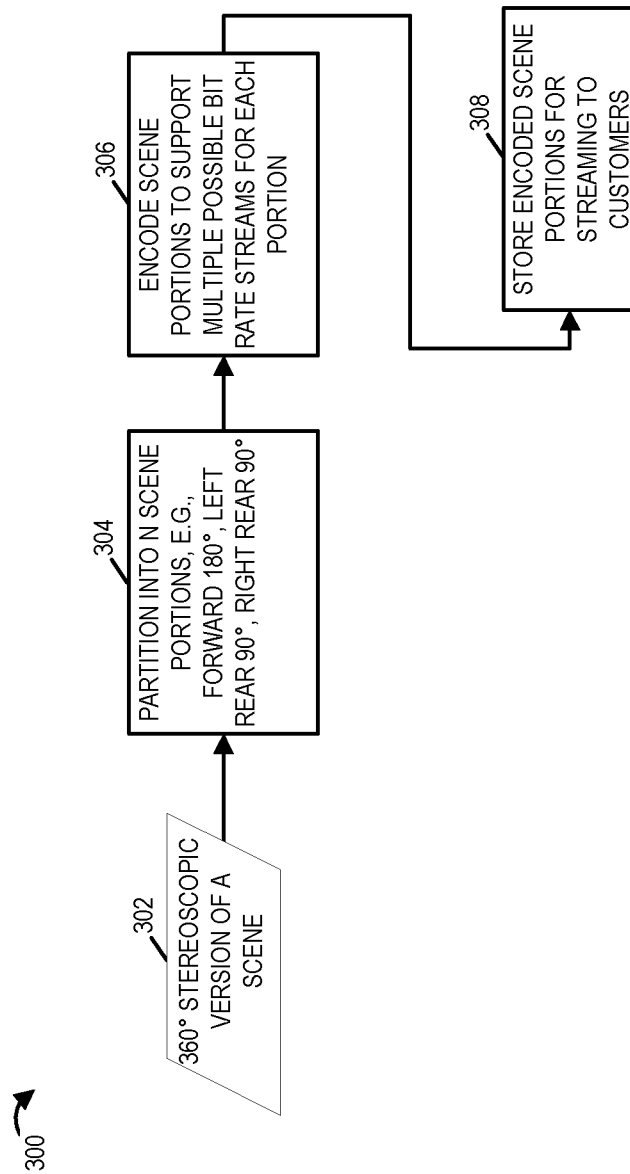 300
302
360° STEREOSCOPIC
VERSION OF A
SCENE
304
PARTITION INTO N SCENE
PORTIONS, E.G.,
FORWARD 180°, LEFT
REAR 90°, RIGHT REAR 90°
306
ENCODE SCENE
PORTIONS TO SUPPORT
MULTIPLE POSSIBLE BIT
RATE STREAMS FOR EACH
PORTION
308
STORE ENCODED SCENE
PORTIONS FOR
STREAMING TO
CUSTOMERS